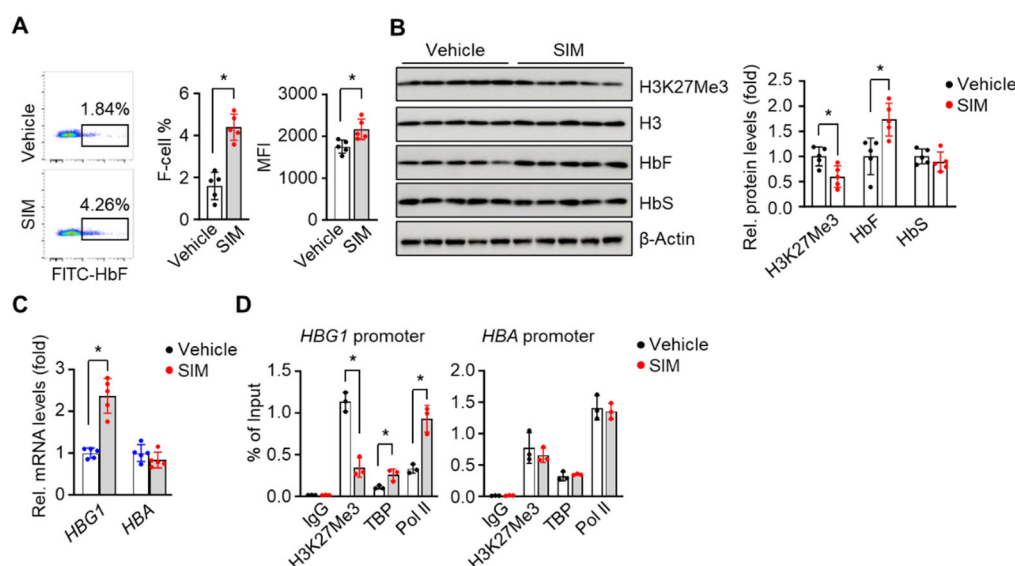 A
Vehicle
1.84%
SIM
4.26%
FITC-HbF
F-cell %
6
4
2
0
Vehicle
SIM
*
MFI
3000
2000
1000
0
Vehicle
SIM
*
B
Vehicle
SIM
H3K27Me3
H3
HbF
HbS
β-Actin
Rel. protein levels (fold)
2.5
2.0
1.5
1.0
0.5
0.0
*
*
H3K27Me3
HbF
HbS
Vehicle
SIM
C
Rel. mRNA levels (fold)
3
2
1
0
*
HBG1
HBA
Vehicle
SIM
D
HBG1 promoter
% of Input
1.5
1.0
0.5
0.0
*
*
*
IgG
H3K27Me3
TBP
Pol II
HBA promoter
2.0
1.5
1.0
0.5
0.0
IgG
H3K27Me3
TBP
Pol II
Vehicle
SIM